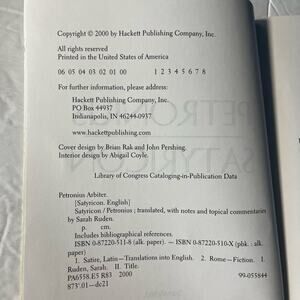 Copyright © 2000 by Hackett Publishing Company, Inc.
All rights reserved
Printed in the United States of America
06 05 04 03 02 01 00 1 2 3 4 5 6 7 8
For further information, please address:
Hackett Publishing Company, Inc.
PO Box 44937
Indianapolis, IN 46244-0937
www.hackettpublishing.com
Cover design by Brian Rak and John Pershing.
Interior design by Abigail Coyle.
Library of Congress Cataloging-in-Publication Data
Petronius Arbiter.
[Satyricon. English]
Satyricon / Petronius ; translated, with notes and topical commentaries
by Sarah Ruden.
p. cm.
Includes bibliographical references.
ISBN 0-87220-511-8 (alk. paper). — ISBN 0-87220-510-X (pbk. : alk.
paper)
1. Satire, Latin—Translations into English. 2. Rome—Fiction. I.
Ruden, Sarah. II. Title.
PA6558.E5 R83 2000
873'.01—dc21 99-055844